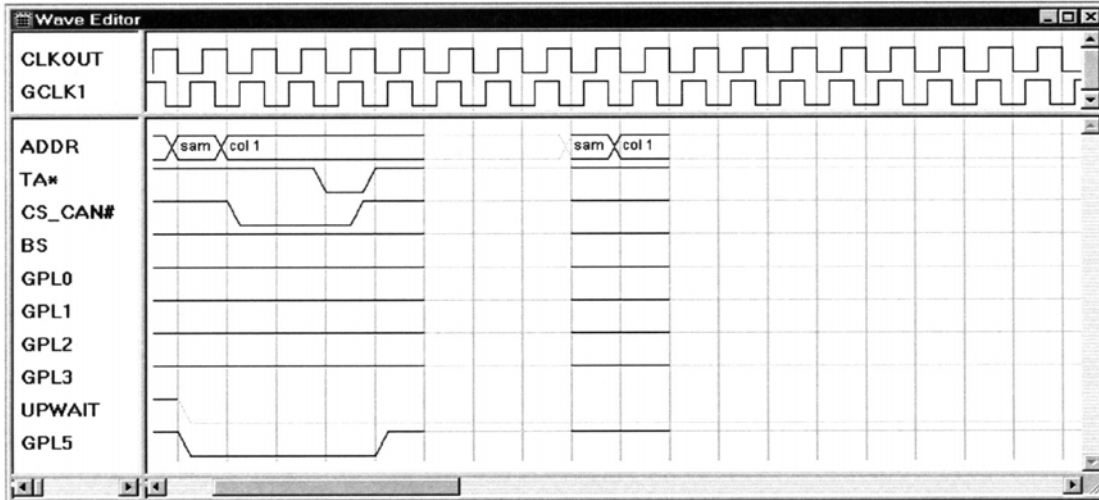 Wave Editor
CLKOUT
GCLK1
ADDR sam col 1 sam col 1
TA*
CS_CAN#
BS
GPL0
GPL1
GPL2
GPL3
UPWAIT
GPL5